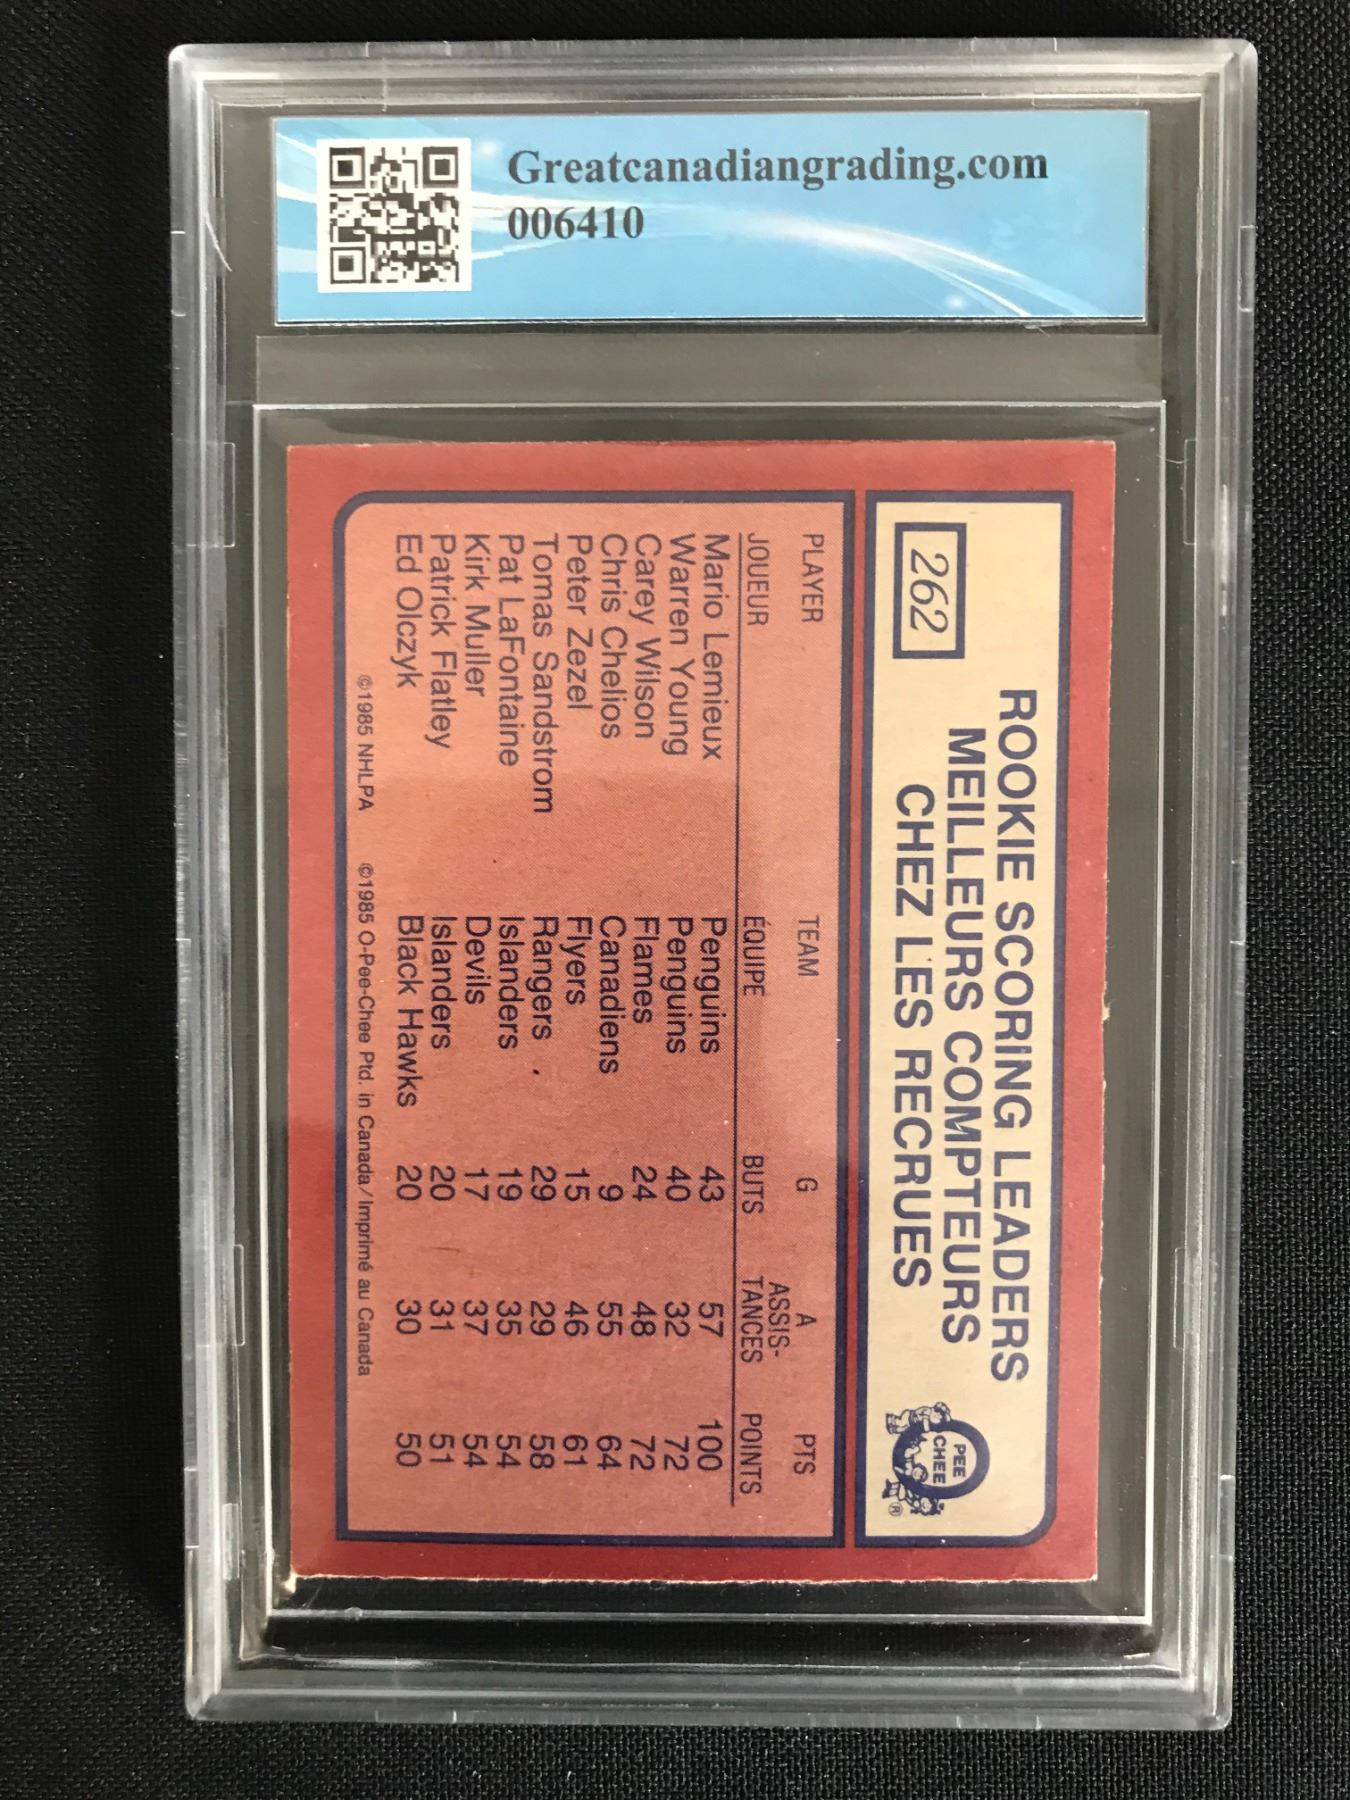 Greatcanadiangrading.com
006410
262
ROOKIE SCORING LEADERS
MEILLEURS COMPTEURS
CHEZ LES RECRUES
O
PEE
CHEE
®
PLAYER TEAM G A PTS
JOUEUR ÉQUIPE BUTS ASSIS-TANCES POINTS
Mario Lemieux Penguins 43 57 100
Warren Young Penguins 40 32 72
Carey Wilson Flames 24 48 72
Chris Chelios Canadiens 9 55 64
Peter Zezel Flyers 15 46 61
Tomas Sandstrom Rangers 29 29 58
Pat LaFontaine Islanders 19 35 54
Kirk Muller Devils 17 37 54
Patrick Flatley Islanders 20 31 51
Ed Olczyk Black Hawks 20 30 50
©1985 NHLPA ©1985 O-Pee-Chee Ptd. in Canada/Imprimé au Canada